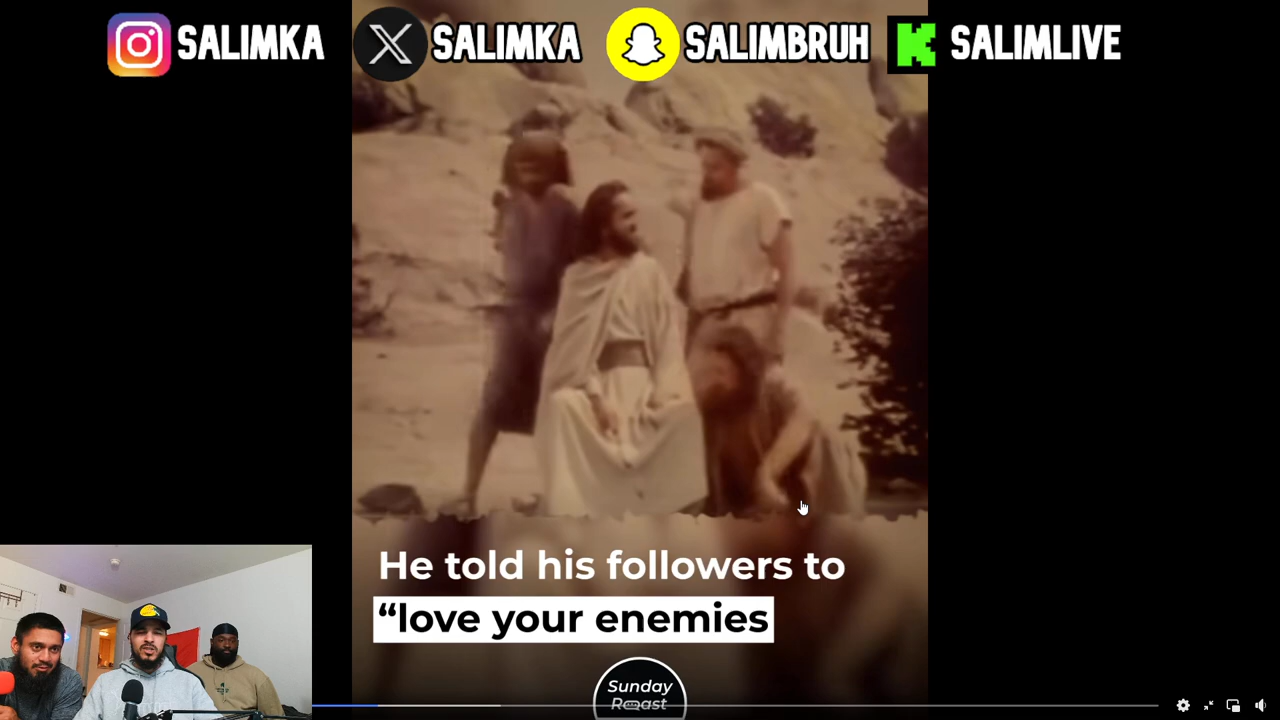 SALIMKA
SALIMKA
SALIMBRUH
SALIMLIVE
He told his followers to
“love your enemies
Sunday
Roast